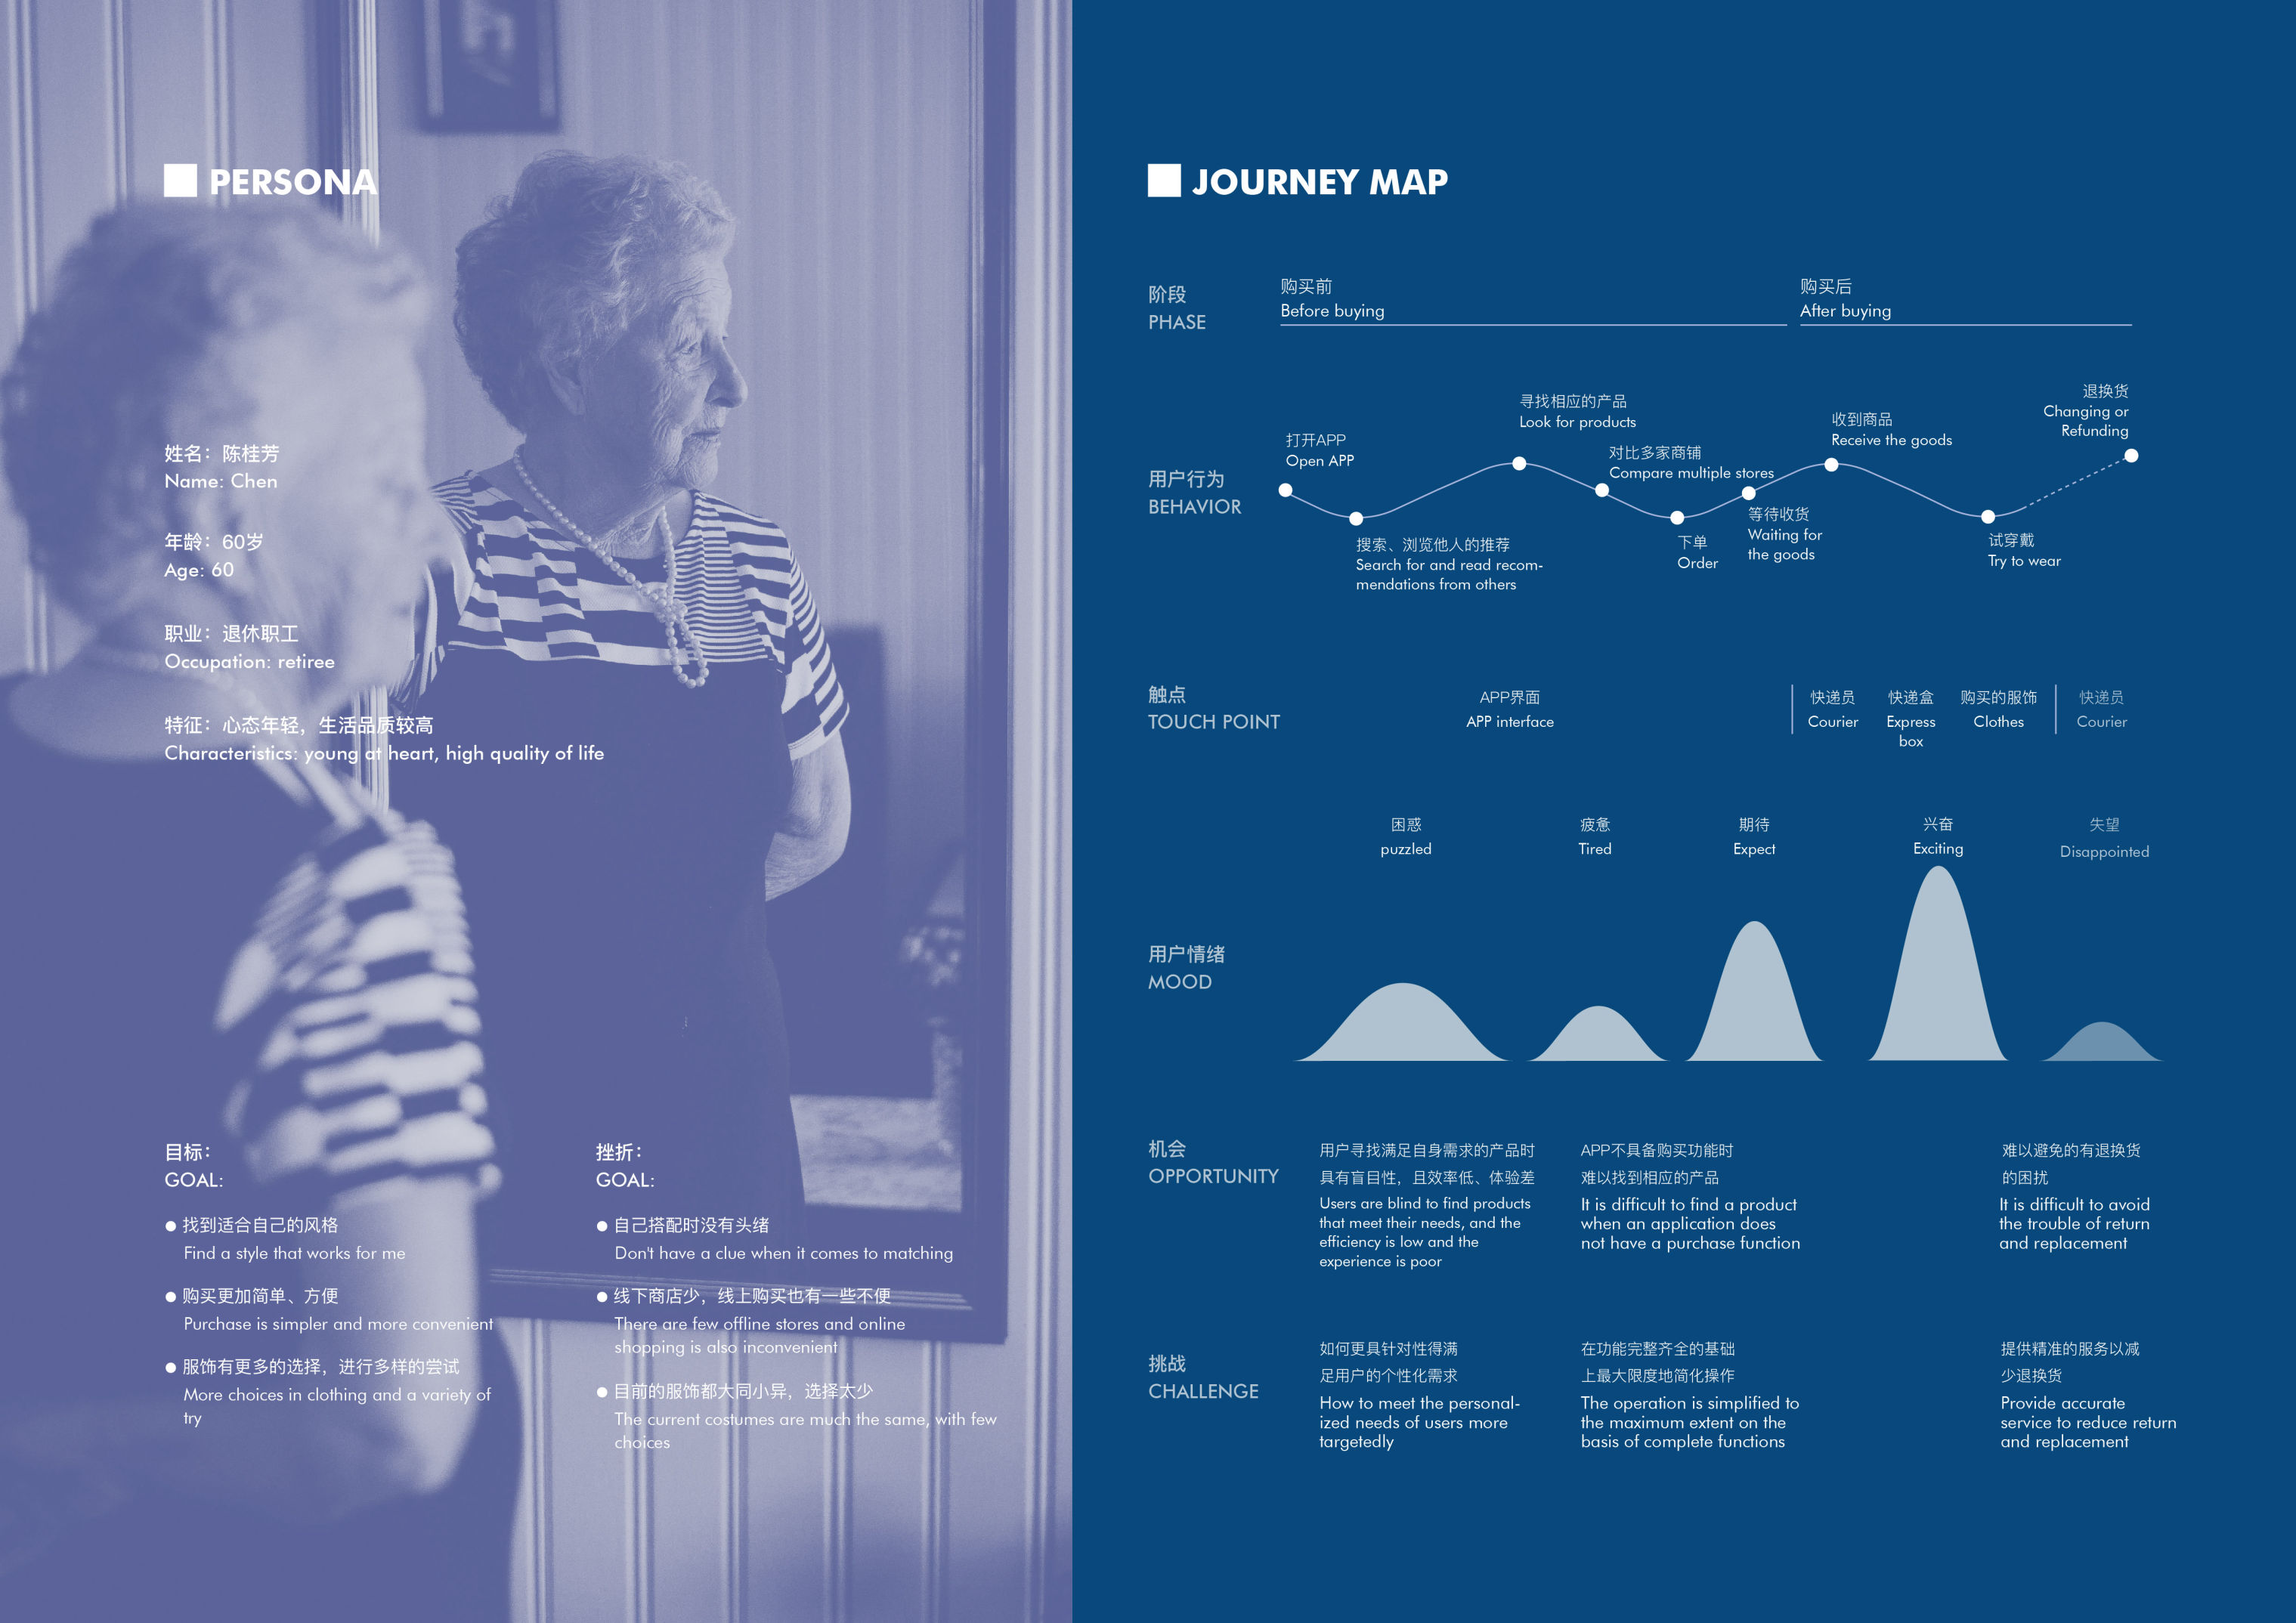 PERSONA
姓名：陈桂芳
Name: Chen
年龄：60岁
Age: 60
职业：退休职工
Occupation: retiree
特征：心态年轻，生活品质较高
Characteristics: young at heart, high quality of life
目标：
GOAL:
● 找到适合自己的风格
Find a style that works for me
● 购买更加简单、方便
Purchase is simpler and more convenient
● 服饰有更多的选择，进行多样的尝试
More choices in clothing and a variety of
try
挫折：
GOAL:
● 自己搭配时没有头绪
Don't have a clue when it comes to matching
● 线下商店少，线上购买也有一些不便
There are few offline stores and online
shopping is also inconvenient
● 目前的服饰都大同小异，选择太少
The current costumes are much the same, with few
choices
JOURNEY MAP
阶段
PHASE
购买前
Before buying
购买后
After buying
用户行为
BEHAVIOR
打开APP
Open APP
搜索、浏览他人的推荐
Search for and read recom-
mendations from others
寻找相应的产品
Look for products
对比多家商铺
Compare multiple stores
下单
Order
等待收货
Waiting for
the goods
收到商品
Receive the goods
试穿戴
Try to wear
退换货
Changing or
Refunding
触点
TOUCH POINT
APP界面
APP interface
快递员
Courier
快递盒
Express
box
购买的服饰
Clothes
快递员
Courier
用户情绪
MOOD
困惑
puzzled
疲惫
Tired
期待
Expect
兴奋
Exciting
失望
Disappointed
机会
OPPORTUNITY
用户寻找满足自身需求的产品时
具有盲目性，且效率低、体验差
Users are blind to find products
that meet their needs, and the
efficiency is low and the
experience is poor
APP不具备购买功能时
难以找到相应的产品
It is difficult to find a product
when an application does
not have a purchase function
难以避免的有退换货
的困扰
It is difficult to avoid
the trouble of return
and replacement
挑战
CHALLENGE
如何更具针对性得满
足用户的个性化需求
How to meet the personal-
ized needs of users more
targetedly
在功能完整齐全的基础
上最大限度地简化操作
The operation is simplified to
the maximum extent on the
basis of complete functions
提供精准的服务以减
少退换货
Provide accurate
service to reduce return
and replacement